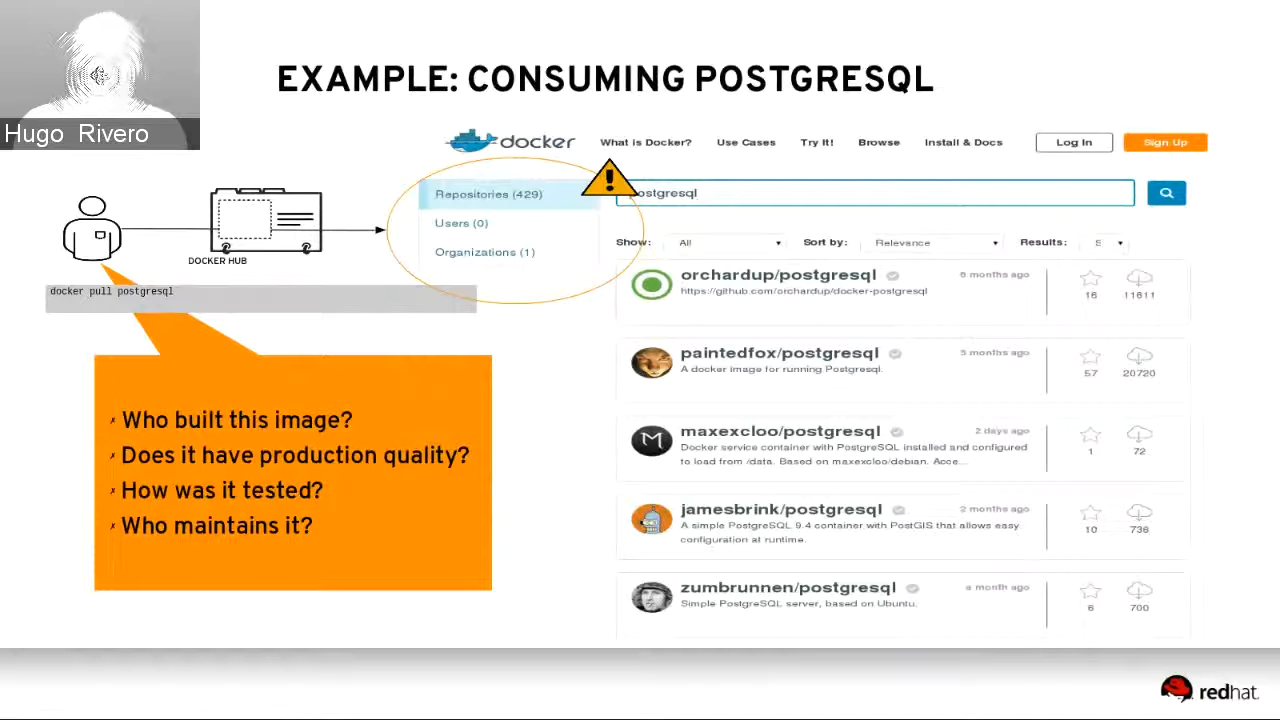 Hugo Rivero
EXAMPLE: CONSUMING POSTGRESQL
docker
What is Docker? Use Cases Try It! Browse Install & Docs Log In Sign Up
Repositories (429)
Users (0)
Organizations (1)
!
ostgresql
Show: All Sort by: Relevance Results: S
DOCKER HUB
docker pull postgresql
Who built this image?
Does it have production quality?
How was it tested?
Who maintains it?
orchardup/postgresql
6 months ago
https://github.com/orchardup/docker-postgresql
16 11611
paintedfox/postgresql
A docker image for running Postgresql.
months ago
57 20720
maxexcloo/postgresql
2 days ago
Docker service container with PostgreSQL installed and configured
to load from /data. Based on maxexcloo/debian. Acce...
1 72
jamesbrink/postgresql
2 months ago
A simple PostgreSQL 9.4 container with PostGIS that allows easy
configuration at runtime.
10 736
zumbrunnen/postgresql
month ago
Simple PostgreSQL server, based on Ubuntu.
6 700
redhat.